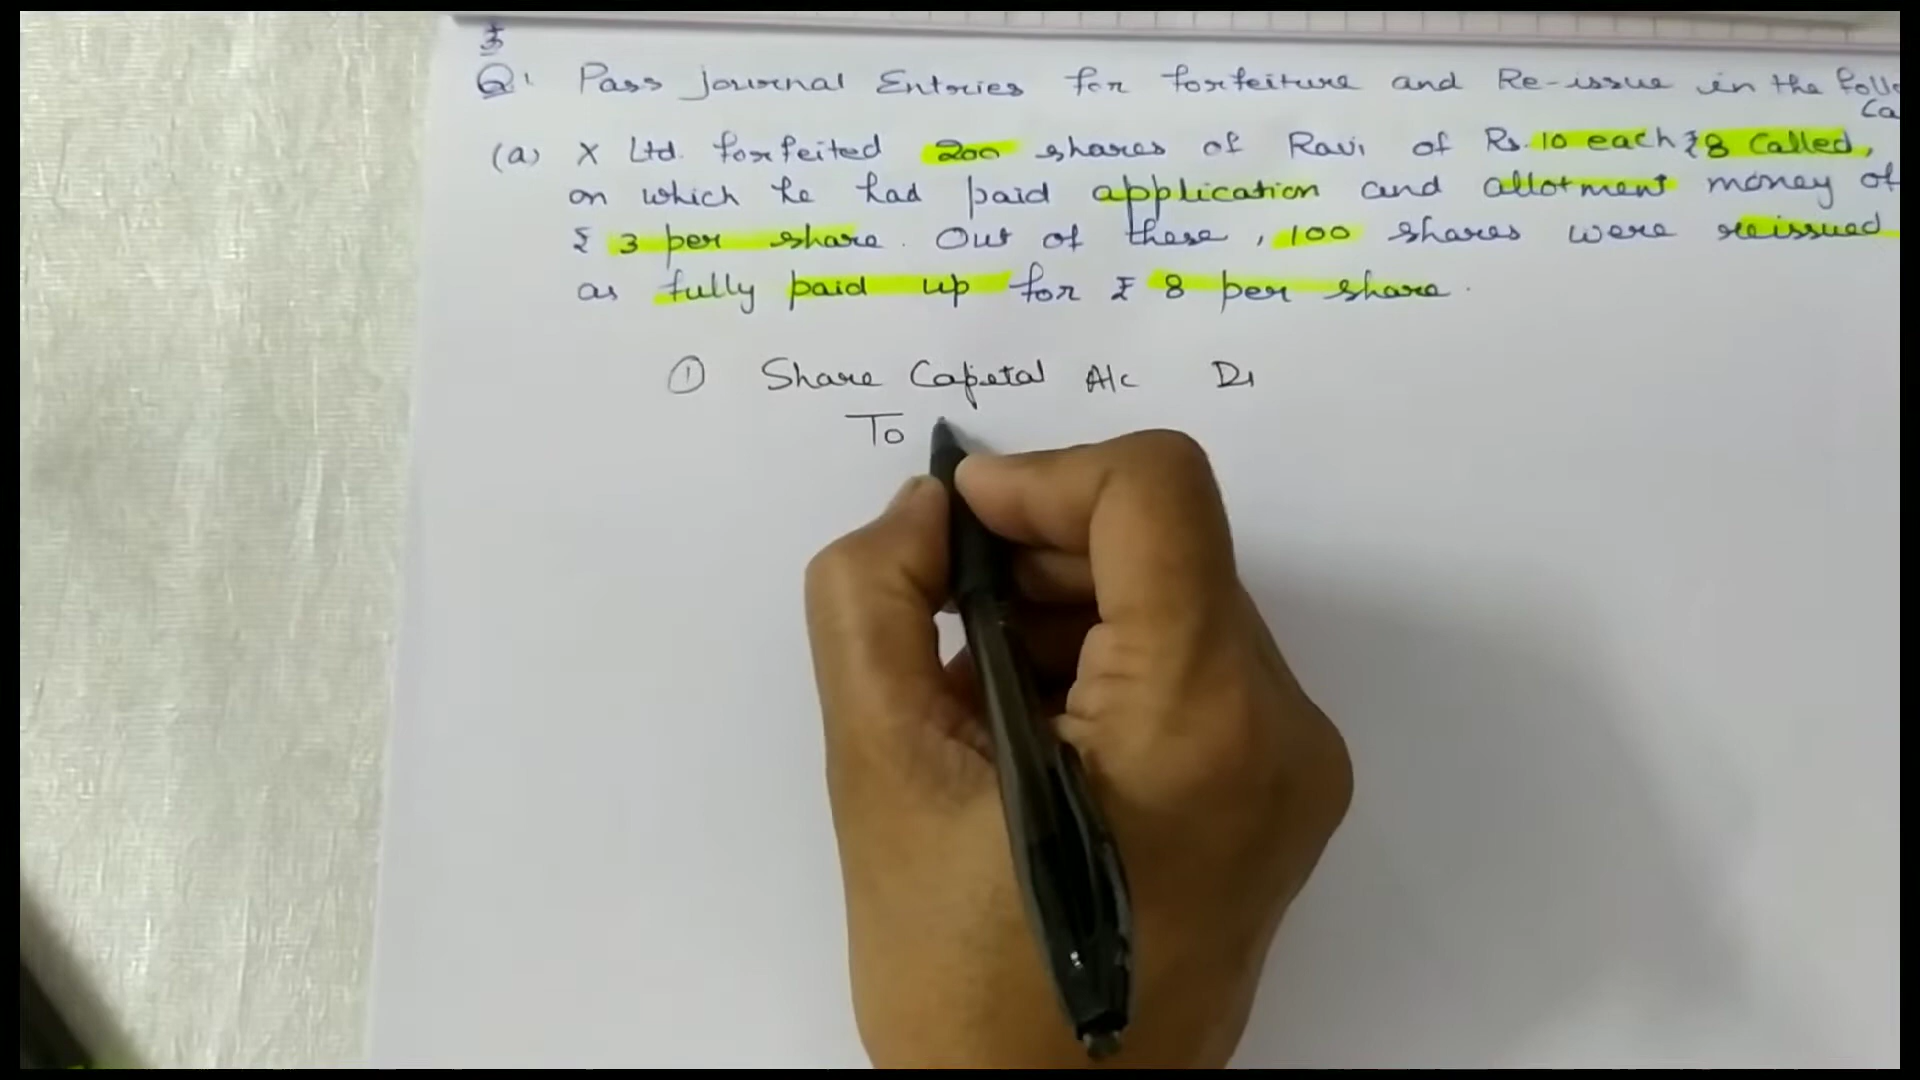 Q. Pass Journal Entries for forfeiture and Re-issue in the
(a) X Ltd. forfeited 200 shares of Ravi of Rs. 10 each ₹8 Called,
on which he had paid application and allotment money of
₹ 3 per share. Out of these, 100 shares were reissued
as fully paid up for ₹ 8 per share.
① Share Capital A/c Dr
To